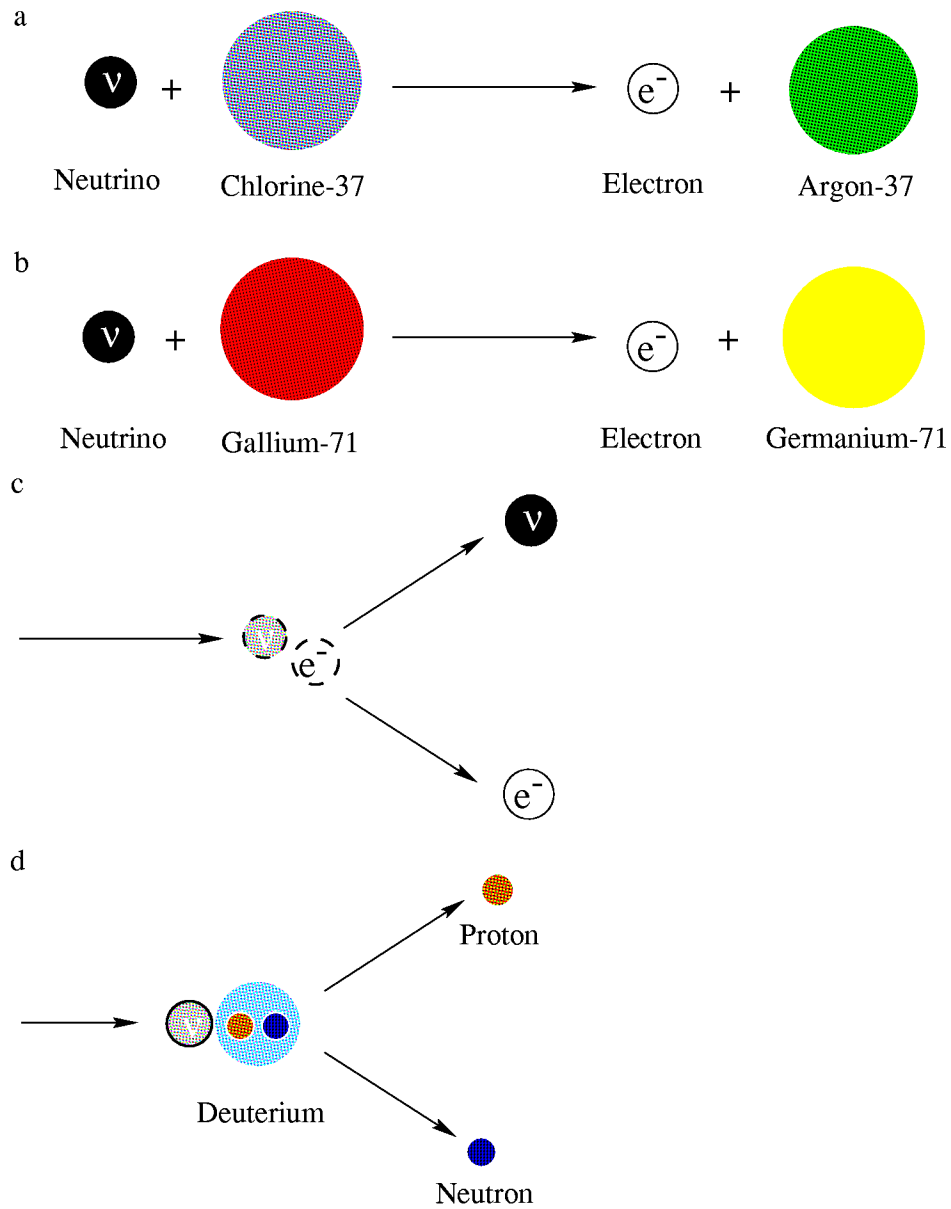 a
ν + + e⁻
Neutrino Chlorine-37 Electron Argon-37
b
ν + + e⁻
Neutrino Gallium-71 Electron Germanium-71
c
ν
ν e⁻
e⁻
d
Proton
ν
Deuterium
Neutron